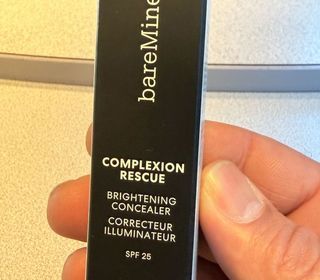 bareMine
COMPLEXION
RESCUE
BRIGHTENING
CONCEALER
CORRECTEUR
ILLUMINATEUR
SPF 25